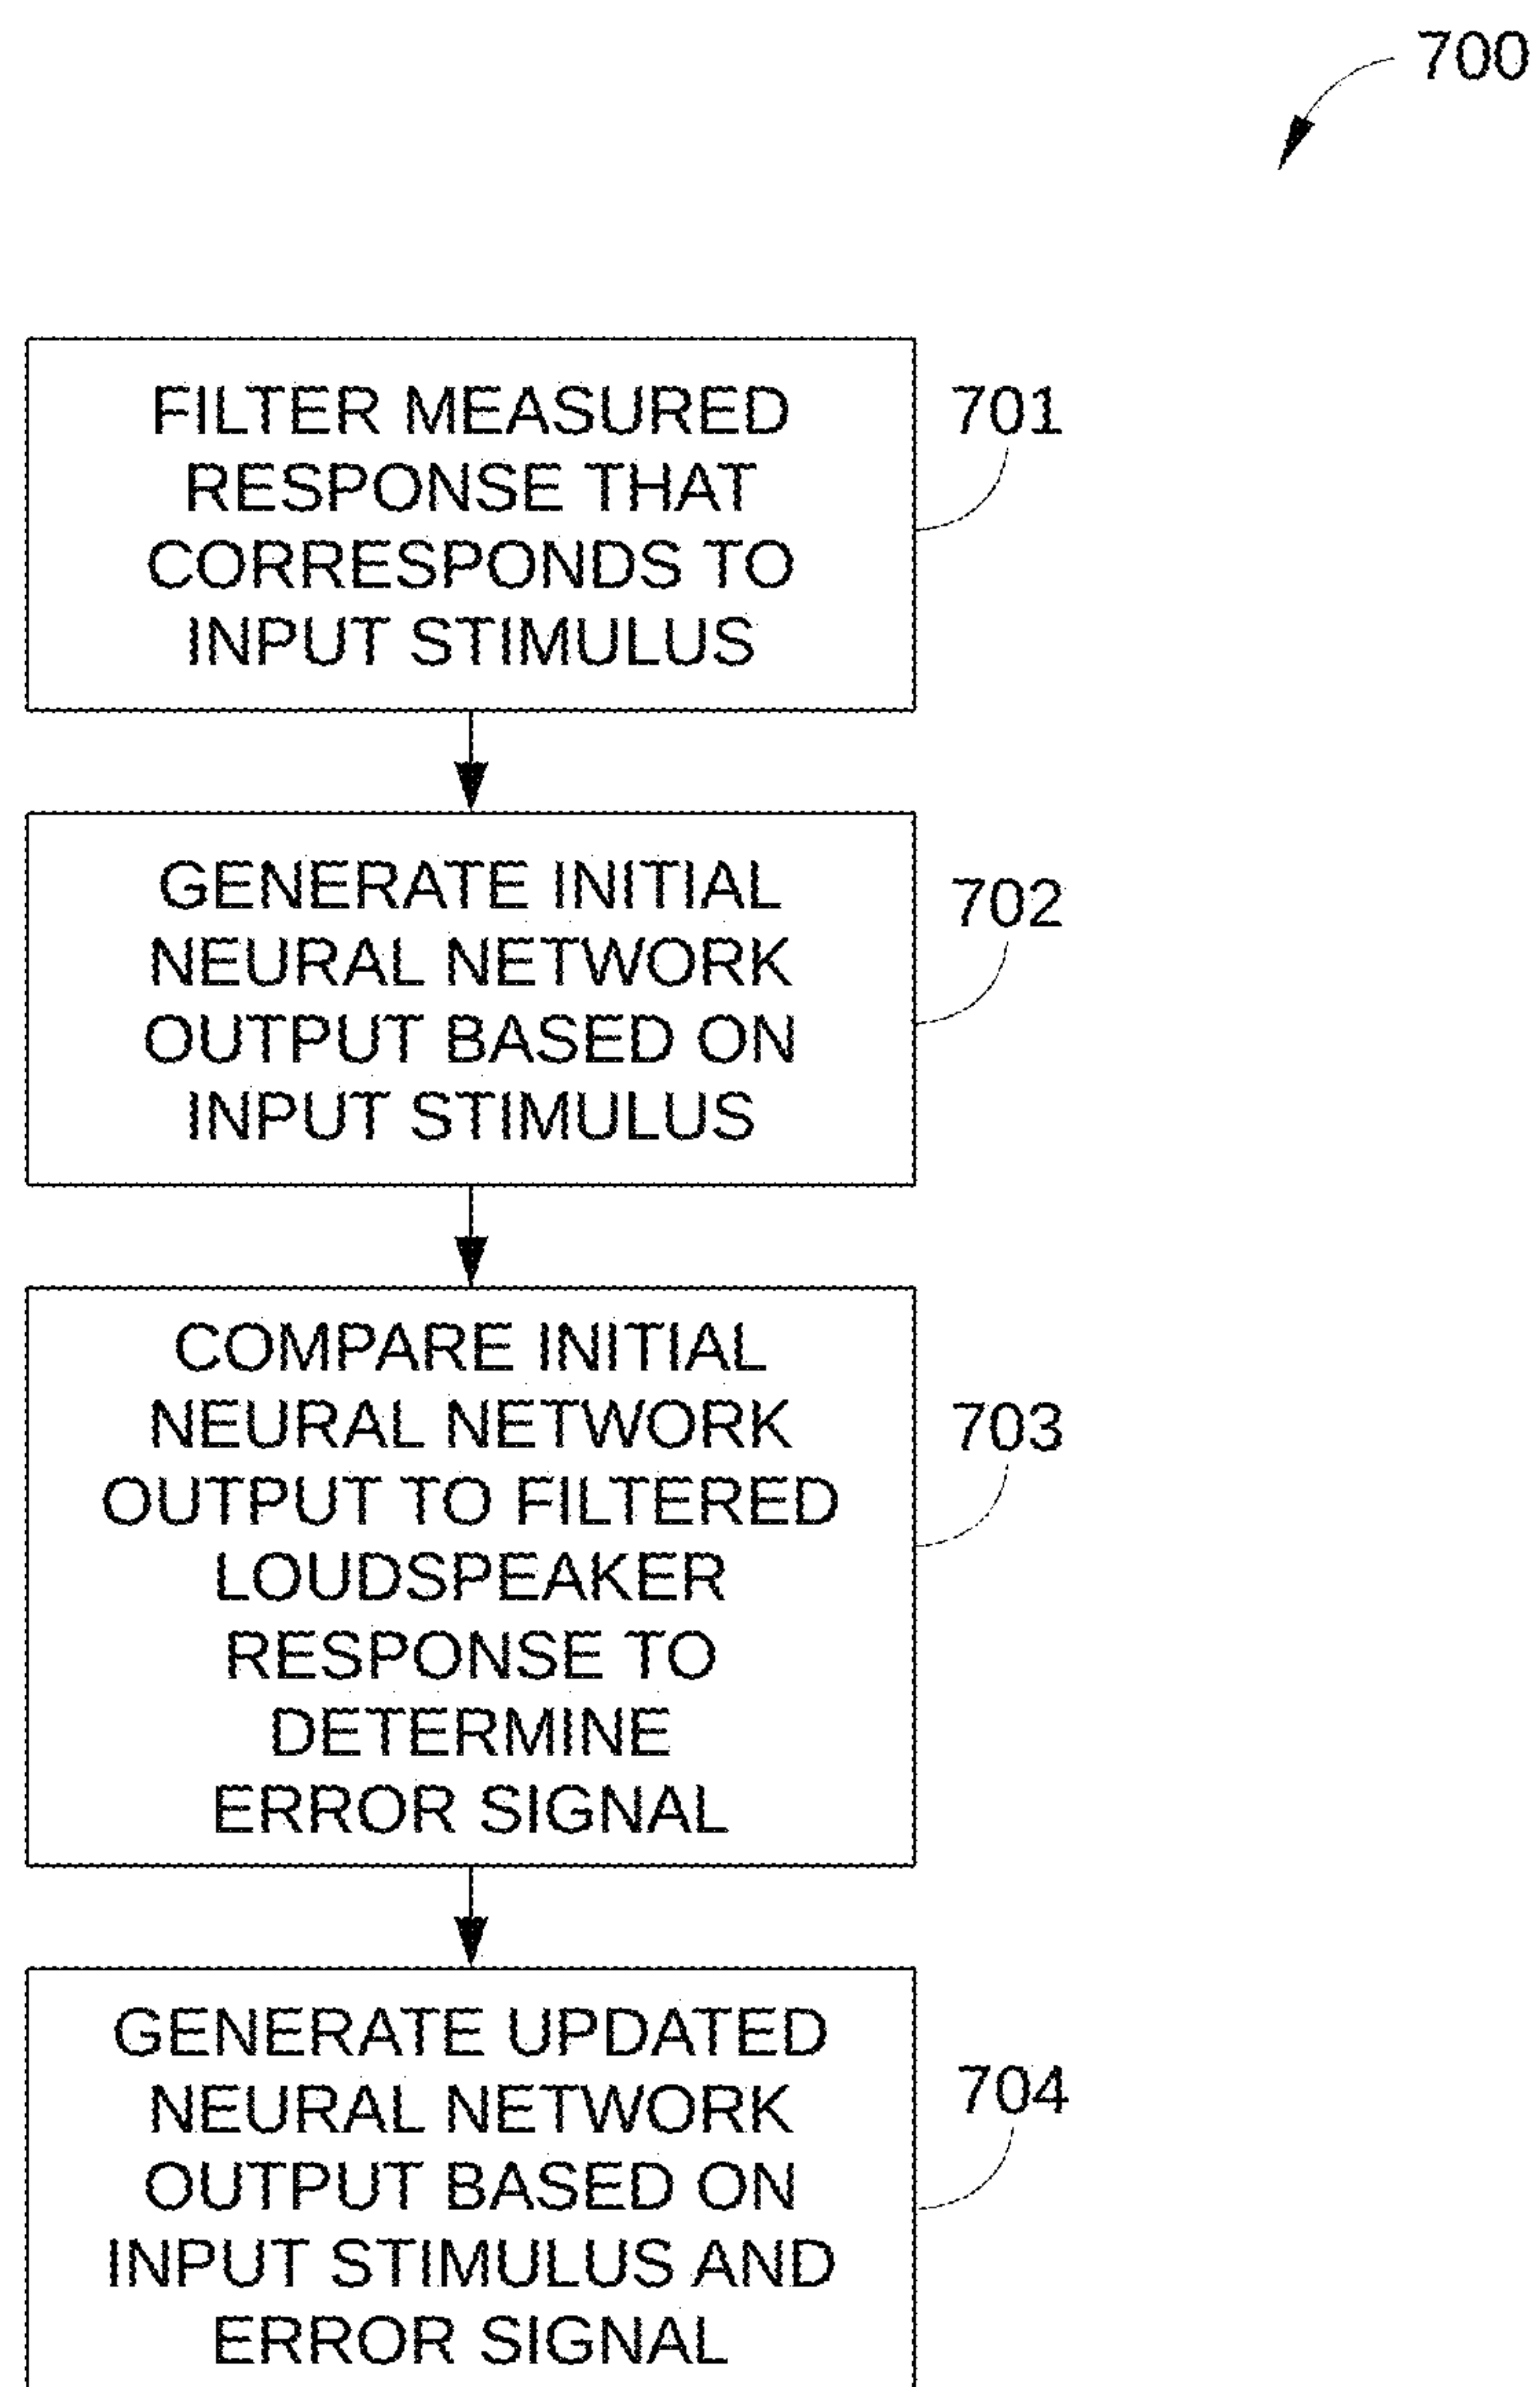 700
FILTER MEASURED
RESPONSE THAT
CORRESPONDS TO
INPUT STIMULUS
701
GENERATE INITIAL
NEURAL NETWORK
OUTPUT BASED ON
INPUT STIMULUS
702
COMPARE INITIAL
NEURAL NETWORK
OUTPUT TO FILTERED
LOUDSPEAKER
RESPONSE TO
DETERMINE
ERROR SIGNAL
703
GENERATE UPDATED
NEURAL NETWORK
OUTPUT BASED ON
INPUT STIMULUS AND
ERROR SIGNAL
704